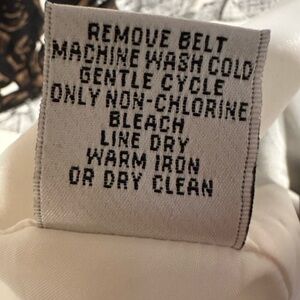 REMOVE BELT
MACHINE WASH COLD
GENTLE CYCLE
ONLY NON-CHLORINE
BLEACH
LINE DRY
WARM IRON
OR DRY CLEAN